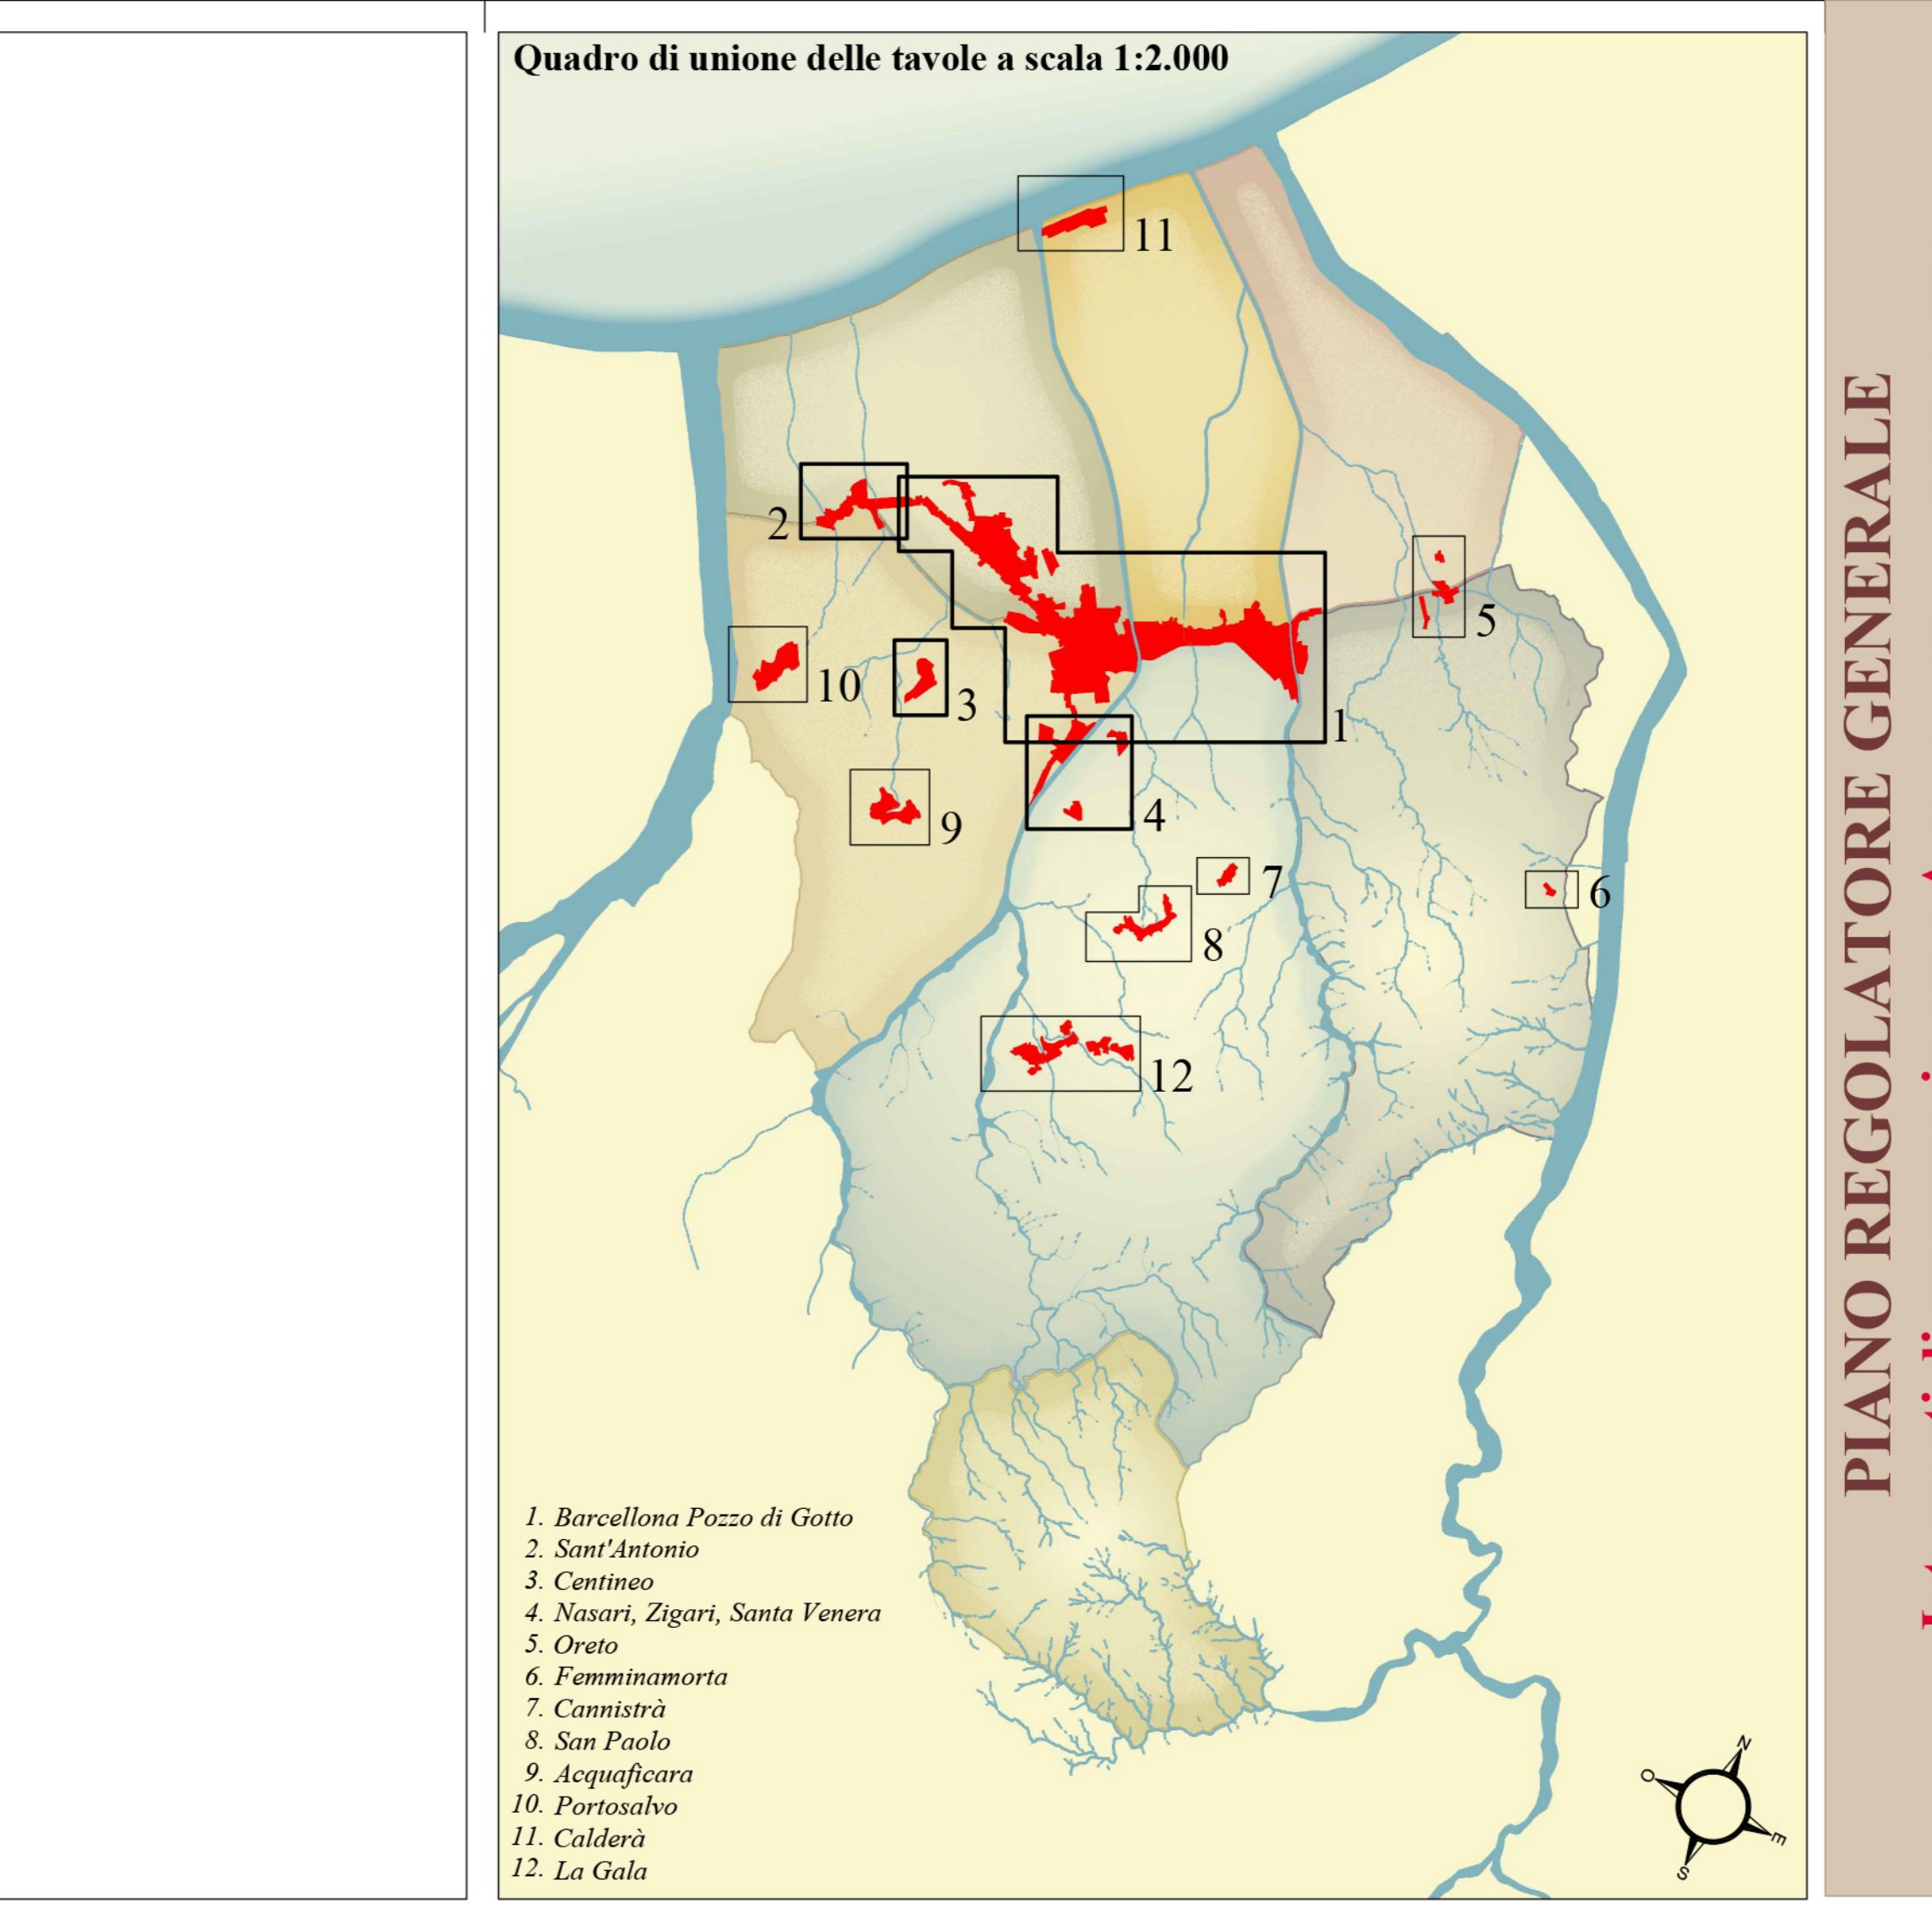 Quadro di unione delle tavole a scala 1:2.000
11
2
5
10
3
1
9
4
7
6
8
12
1. Barcellona Pozzo di Gotto
2. Sant'Antonio
3. Centineo
4. Nasari, Zigari, Santa Venera
5. Oreto
6. Femminamorta
7. Cannistrà
8. San Paolo
9. Acquaficara
10. Portosalvo
11. Calderà
12. La Gala
N
O
E
S
PIANO REGOLATORE GENERALE